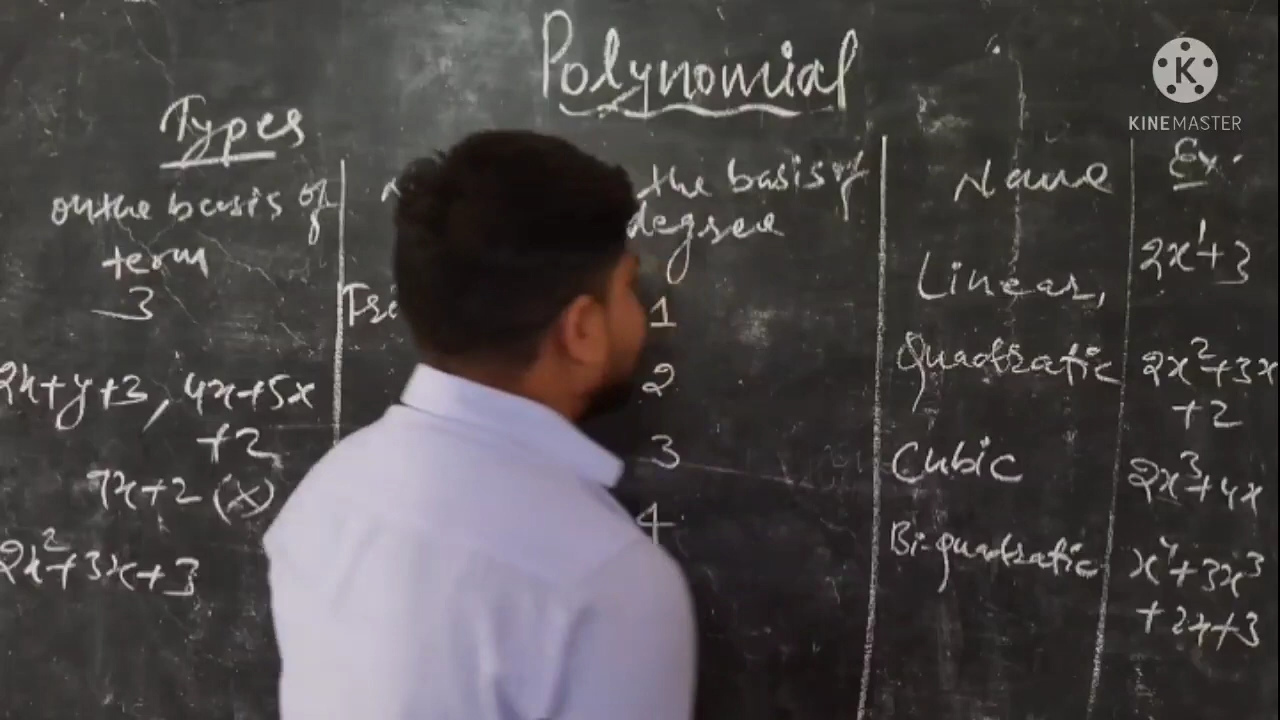 Polynomial
K
KINEMASTER
Types
on the basis of
term
3
2x+y+3, 4x+5x
+2
7x+2 (x)
2x²+3x+3
the basis of
degree
1
2
3
4
Name
Linear,
Quadratic
Cubic
Bi-quadratic
Ex.
2x¹+3
2x²+3x
+2
2x³+4x
x⁴+3x³
+2x+3